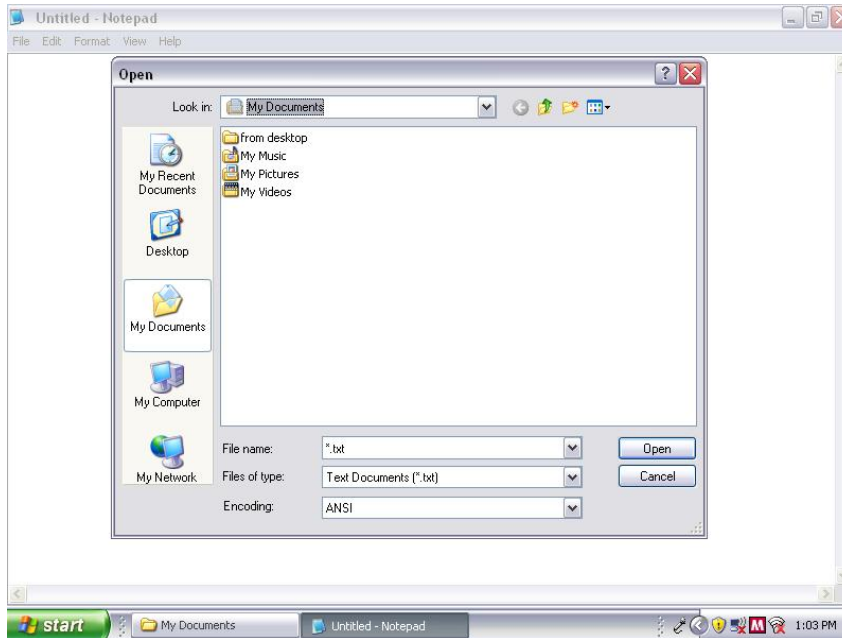 Untitled - Notepad
File Edit Format View Help
Open
Look in: My Documents
from desktop
My Music
My Pictures
My Videos
My Recent
Documents
Desktop
My Documents
My Computer
My Network
File name: *.txt Open
Files of type: Text Documents (*.txt) Cancel
Encoding: ANSI
start My Documents Untitled - Notepad M 1:03 PM